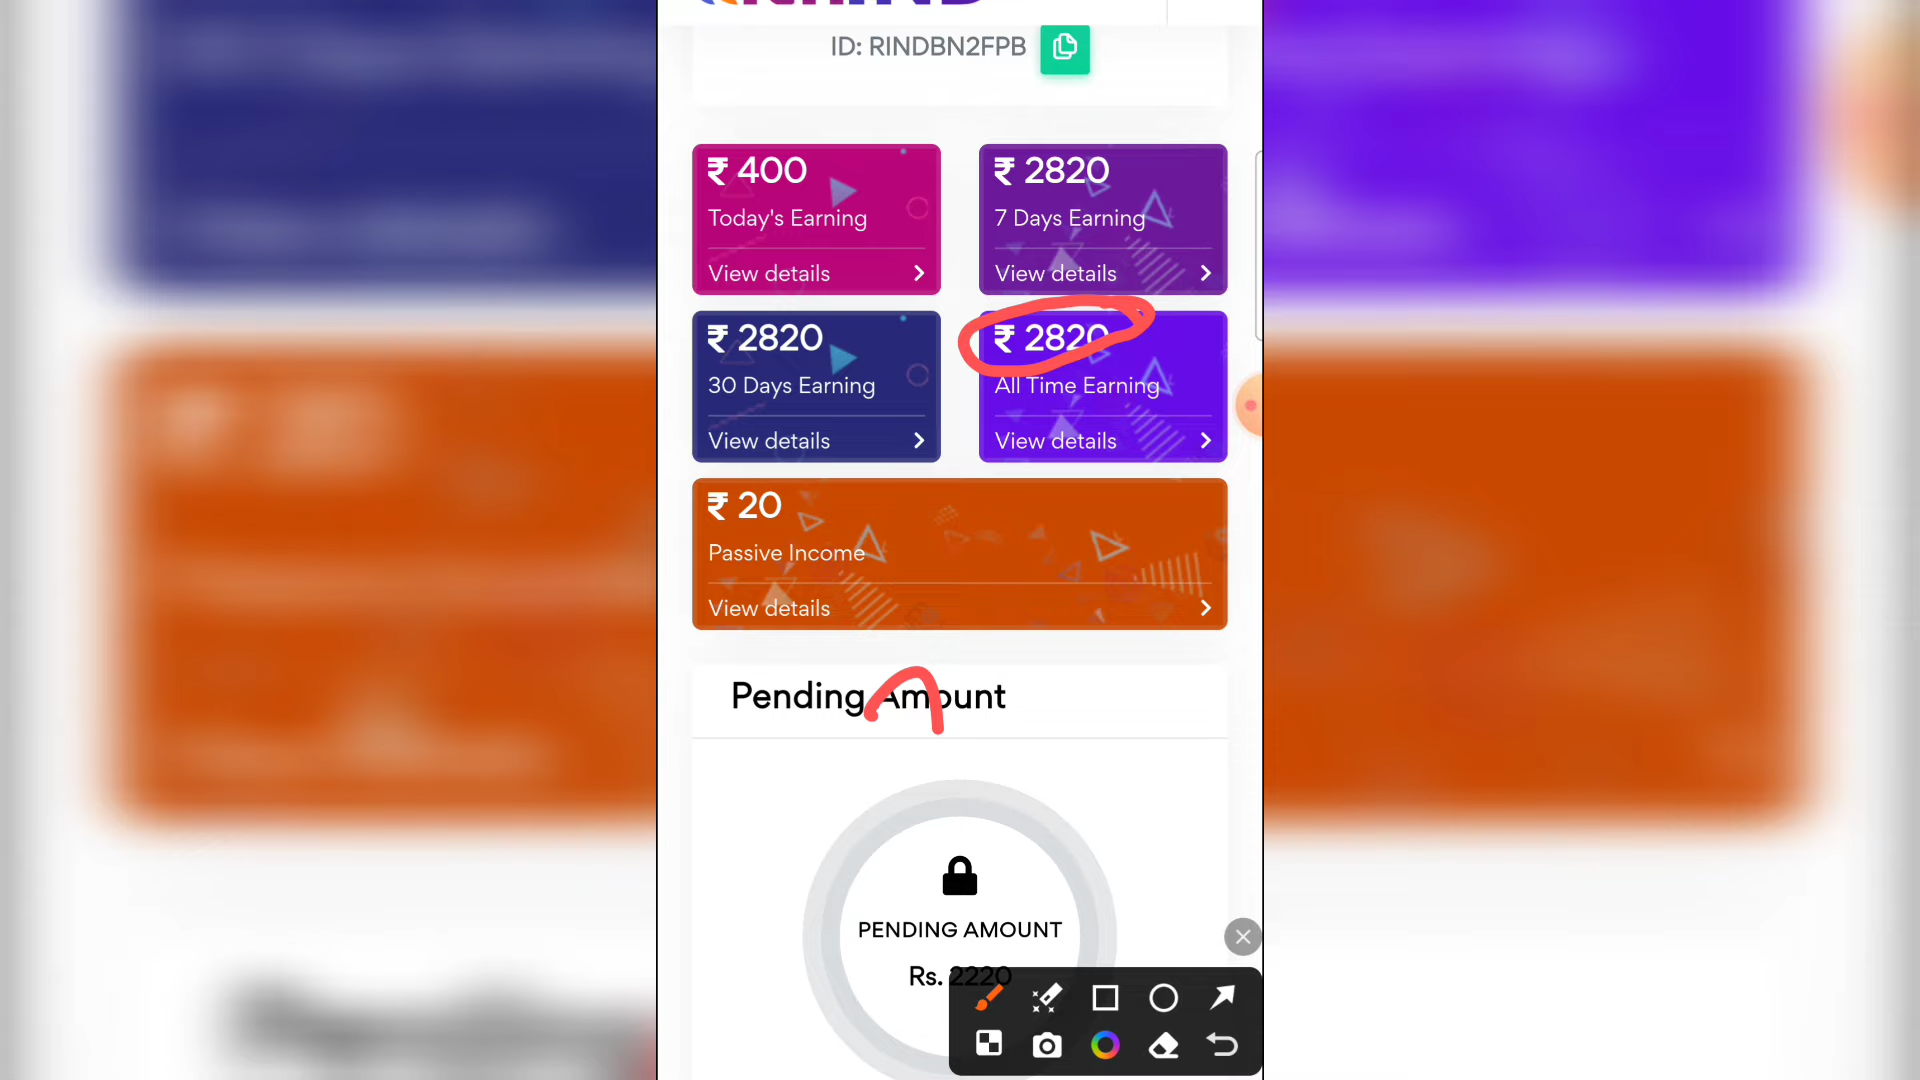 ID: RINDBN2FPB
₹ 400
Today's Earning
View details
₹ 2820
7 Days Earning
View details
₹ 2820
30 Days Earning
View details
₹ 2820
All Time Earning
View details
₹ 20
Passive Income
View details
Pending Amount
PENDING AMOUNT
Rs. 2220